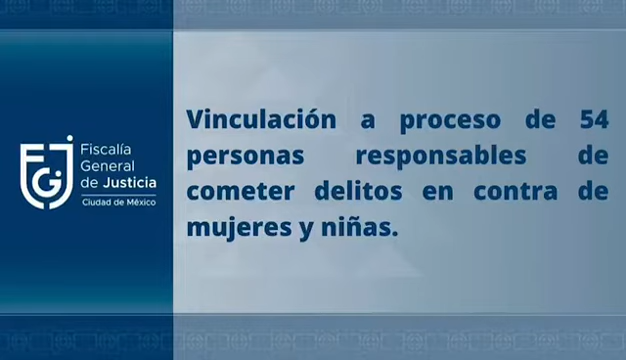 FGJ
Fiscalía
General
de Justicia
Ciudad de México
Vinculación a proceso de 54
personas responsables de
cometer delitos en contra de
mujeres y niñas.